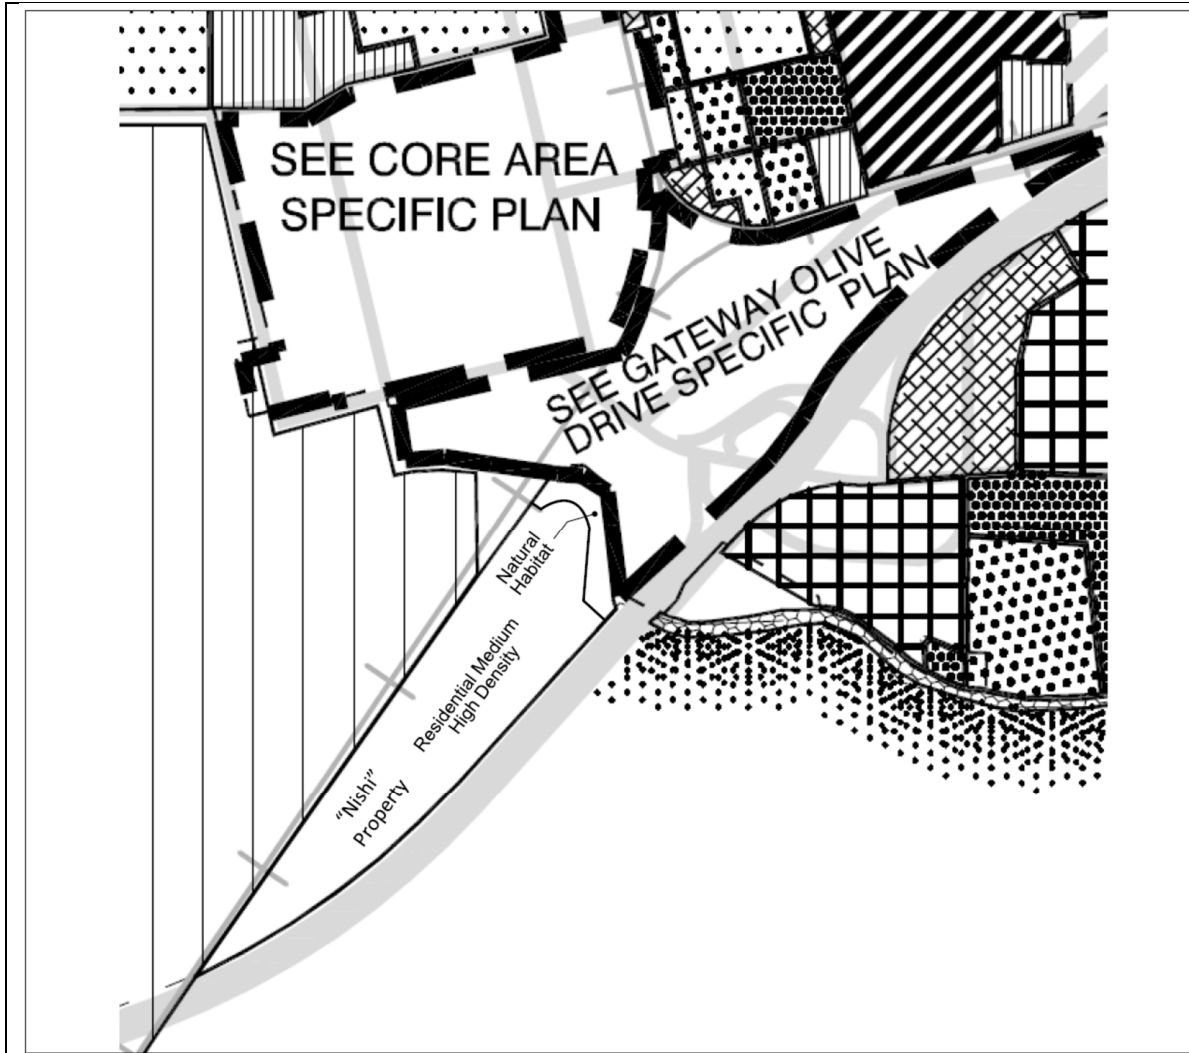 SEE CORE AREA
SPECIFIC PLAN
SEE GATEWAY OLIVE
DRIVE SPECIFIC PLAN
Natural
Habitat
Residential Medium
High Density
“Nishi”
Property